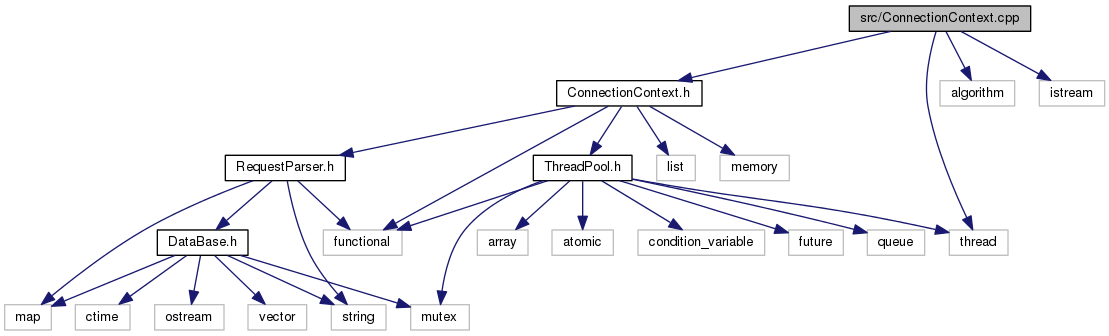 src/ConnectionContext.cpp
ConnectionContext.h
algorithm
istream
RequestParser.h
ThreadPool.h
list
memory
DataBase.h
functional
array
atomic
condition_variable
future
queue
thread
map
ctime
ostream
vector
string
mutex